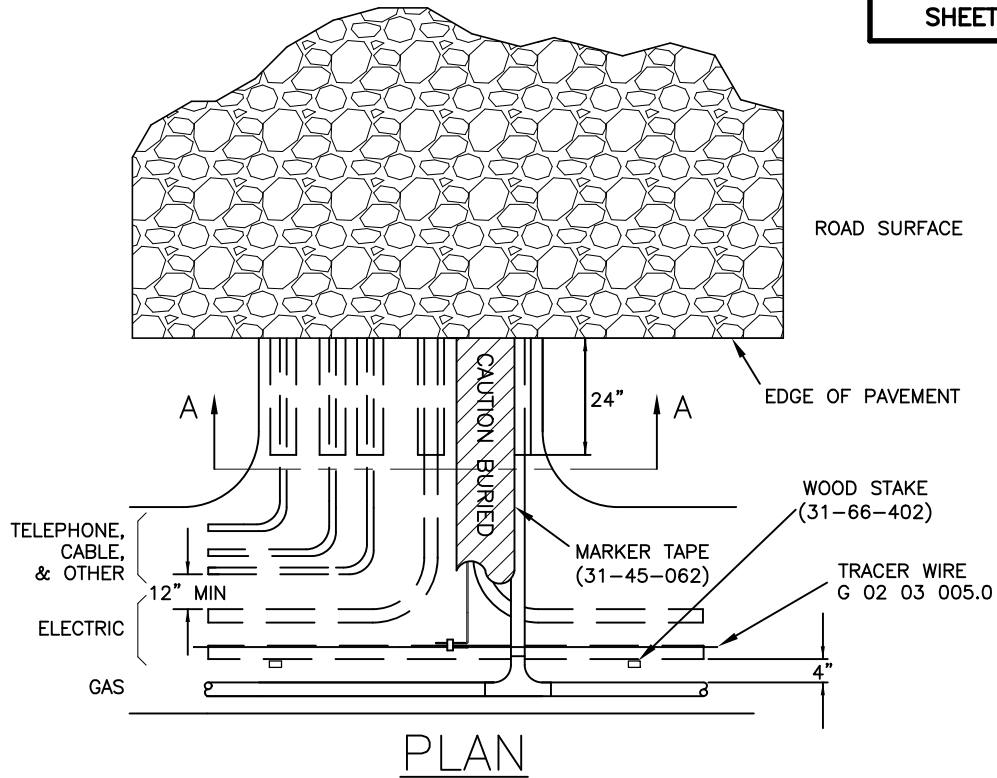 SHEET
ROAD SURFACE
EDGE OF PAVEMENT
A
A
24"
CAUTION BURIED
WOOD STAKE
(31-66-402)
TELEPHONE,
CABLE,
& OTHER
12" MIN
MARKER TAPE
(31-45-062)
TRACER WIRE
G 02 03 005.0
ELECTRIC
4"
GAS
PLAN